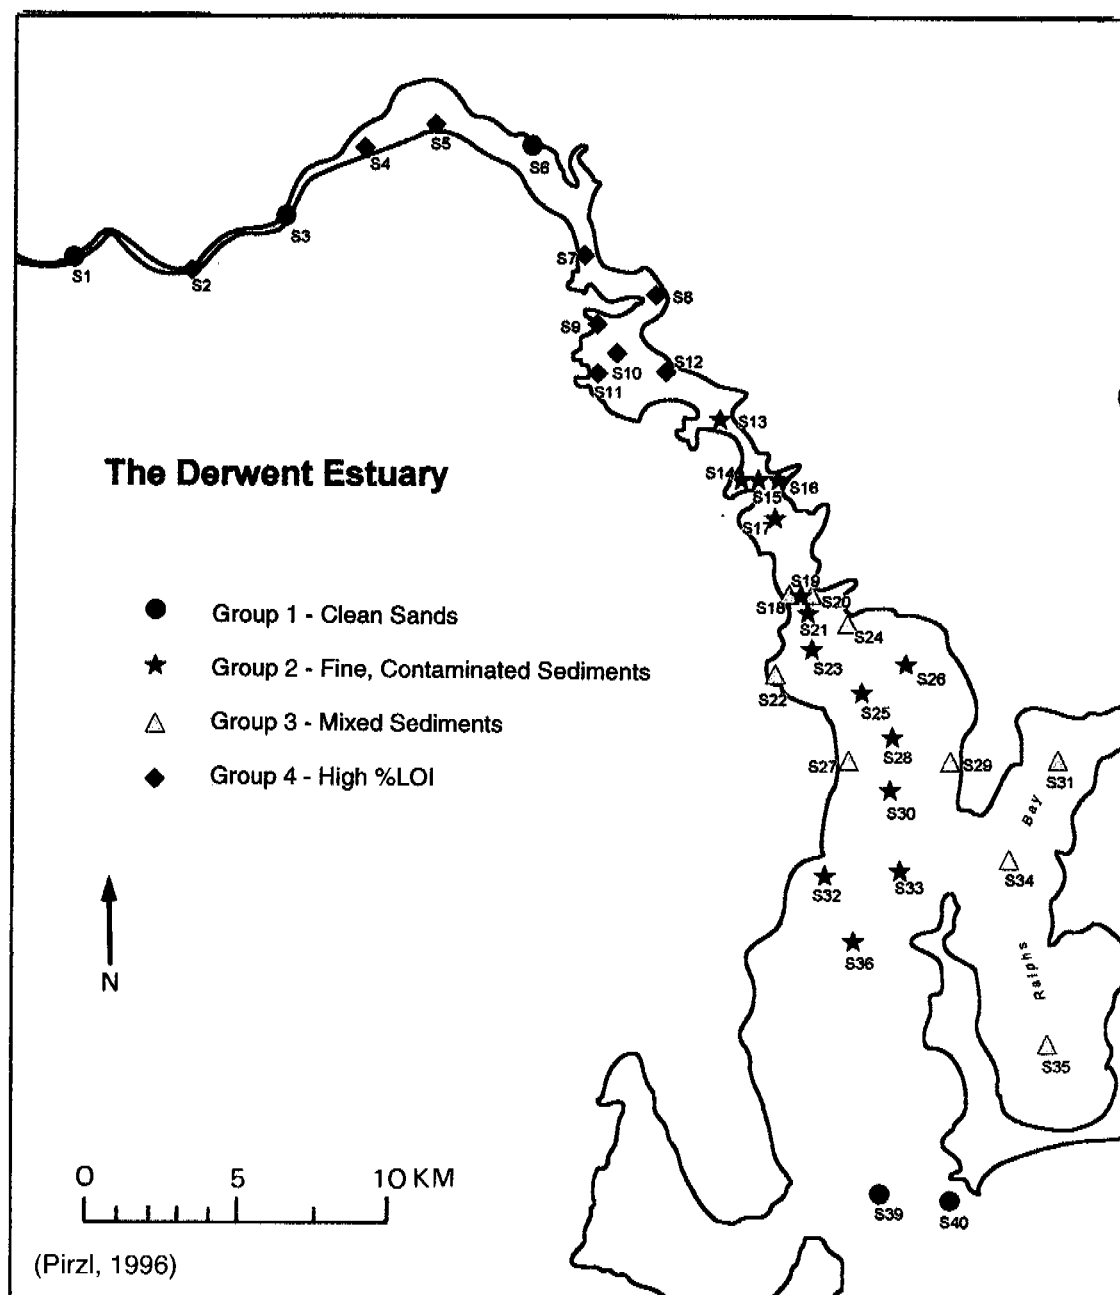 S5
S4
S6
S3
S7
S1
S2
S8
S9
S10
S12
S11
S13
The Derwent Estuary
S14
S16
S15
S17
S19
S18
S20
S21
S24
Group 1 - Clean Sands
S23
Group 2 - Fine, Contaminated Sediments
S26
S22
S25
Group 3 - Mixed Sediments
S28
S27
S29
Group 4 - High %LOI
S31
S30
Ralphs Bay
S34
S33
S32
S36
N
S35
0 5 10 KM
S39
S40
(Pirzl, 1996)